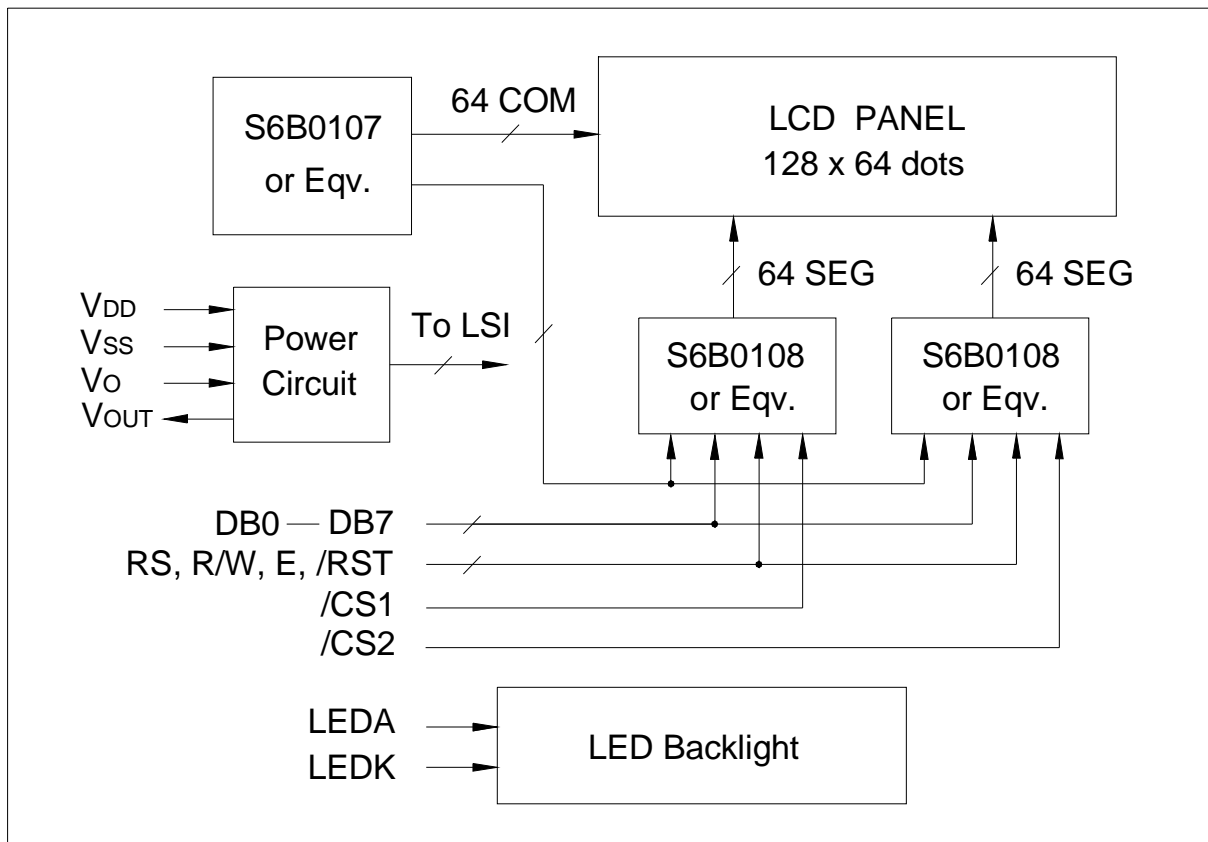 S6B0107
or Eqv.
64 COM
LCD PANEL
128 x 64 dots
64 SEG
64 SEG
VDD
VSS
VO
VOUT
Power
Circuit
To LSI
S6B0108
or Eqv.
S6B0108
or Eqv.
DB0 — DB7
RS, R/W, E, /RST
/CS1
/CS2
LEDA
LEDK
LED Backlight